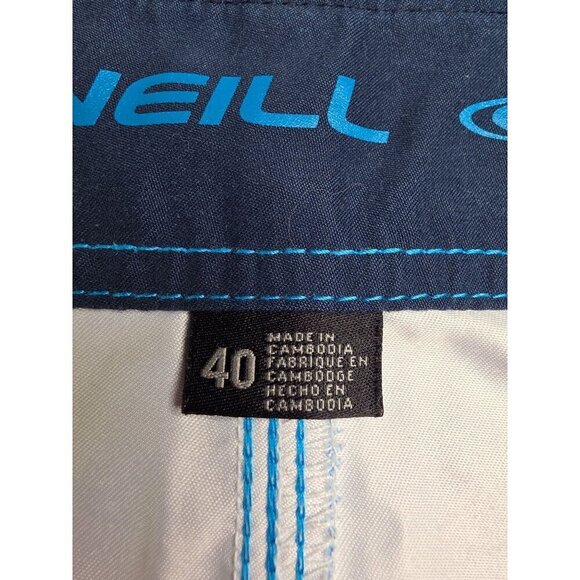 NEILL
40
MADE IN
CAMBODIA
FABRIQUE EN
CAMBODGE
HECHO EN
CAMBODIA